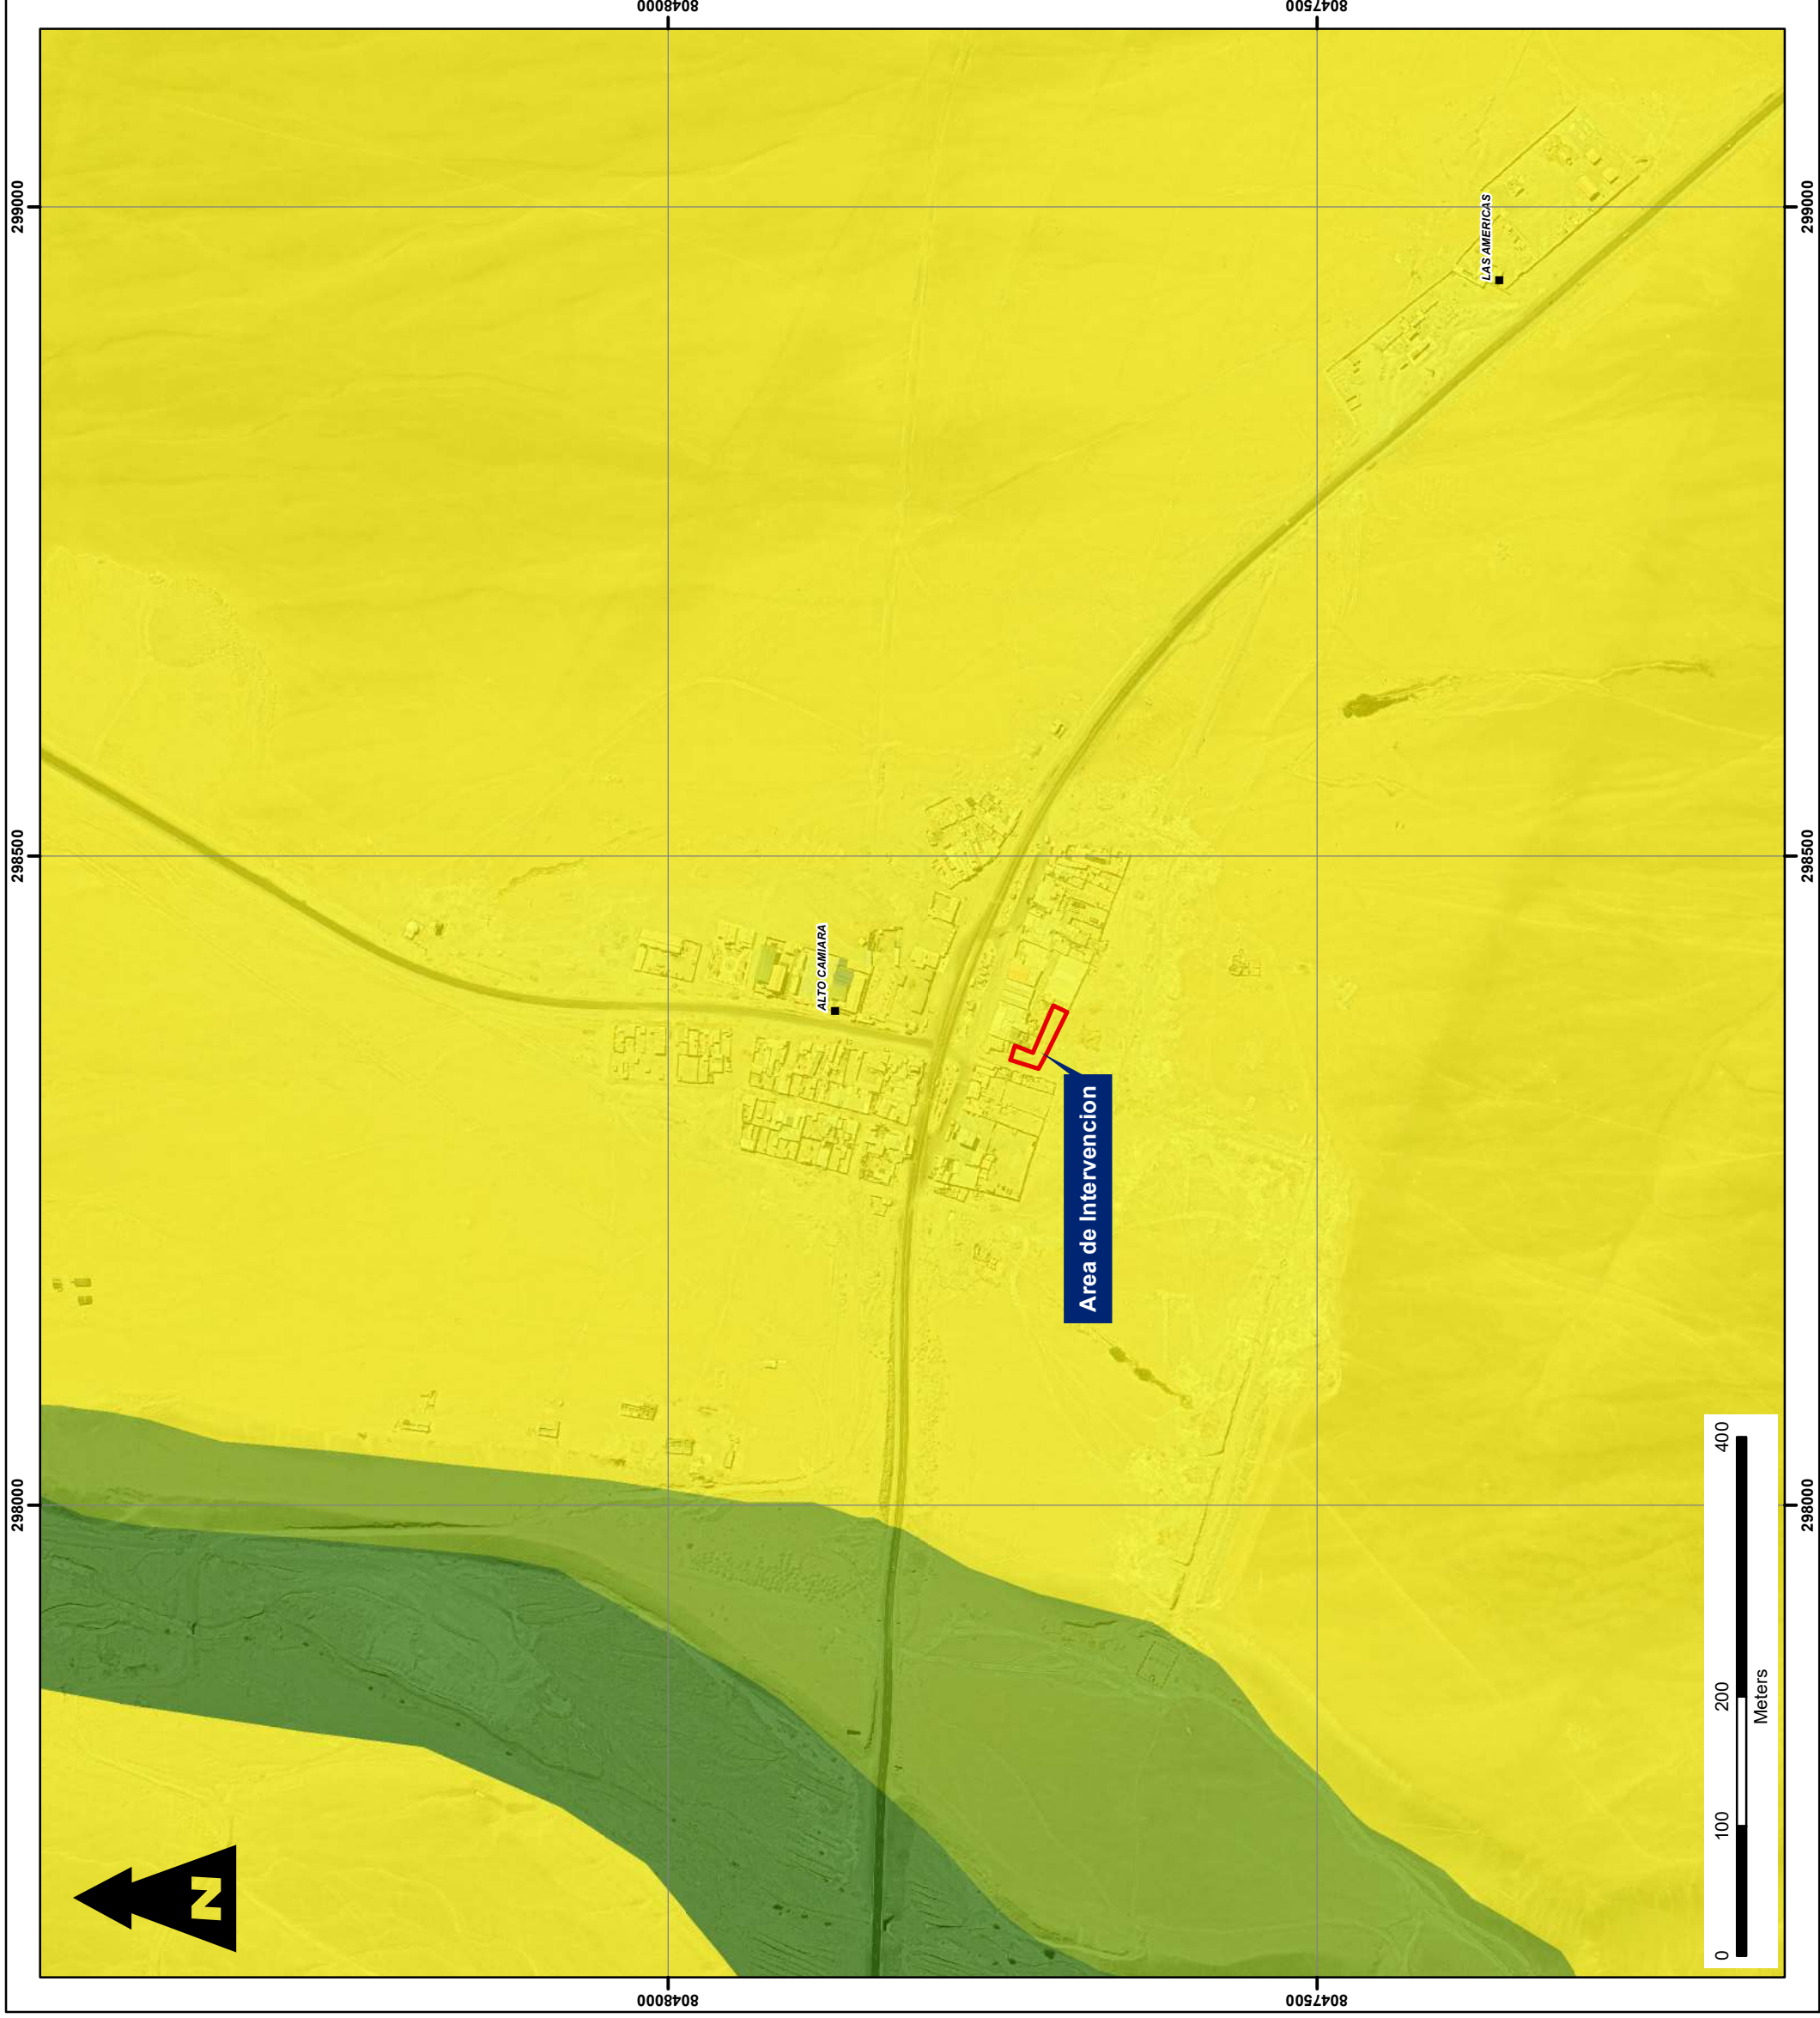 8048000
8047500
299000
299000
LAS AMERICAS
298500
298500
ALTO CAMIARA
Area de Intervencion
298000
298000
N
0
100
200
400
Meters
8048000
8047500